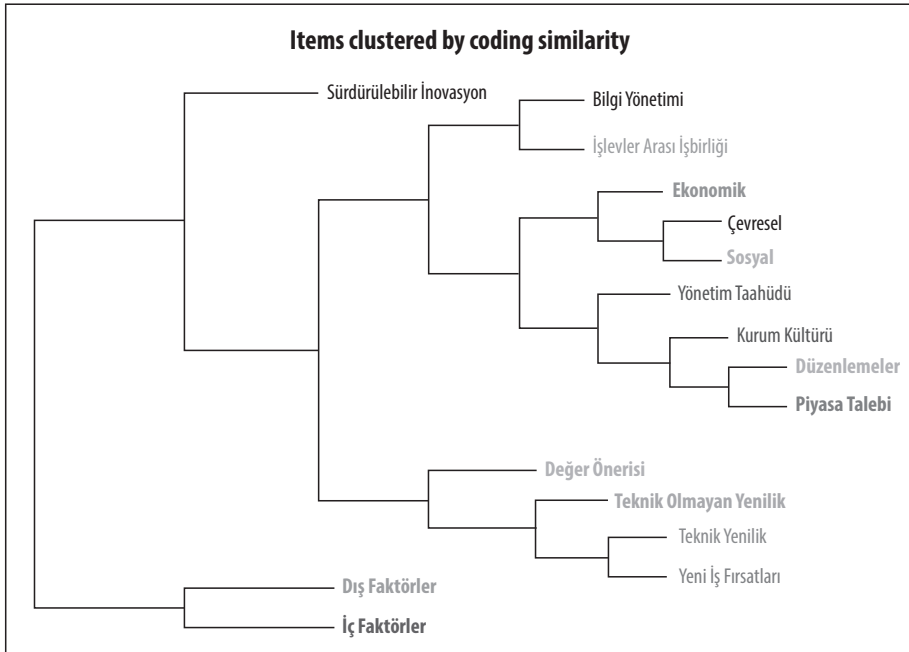 Items clustered by coding similarity
Sürdürülebilir İnovasyon
Bilgi Yönetimi
İşlevler Arası İşbirliği
Ekonomik
Çevresel
Sosyal
Yönetim Taahüdü
Kurum Kültürü
Düzenlemeler
Piyasa Talebi
Değer Önerisi
Teknik Olmayan Yenilik
Teknik Yenilik
Yeni İş Fırsatları
Dış Faktörler
İç Faktörler